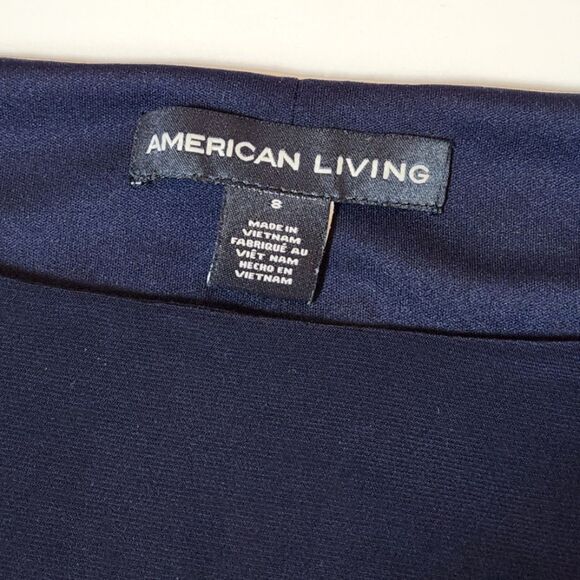 AMERICAN LIVING
8
MADE IN
VIETNAM
FABRIQUÉ AU
VIÊT NAM
HECHO EN
VIETNAM